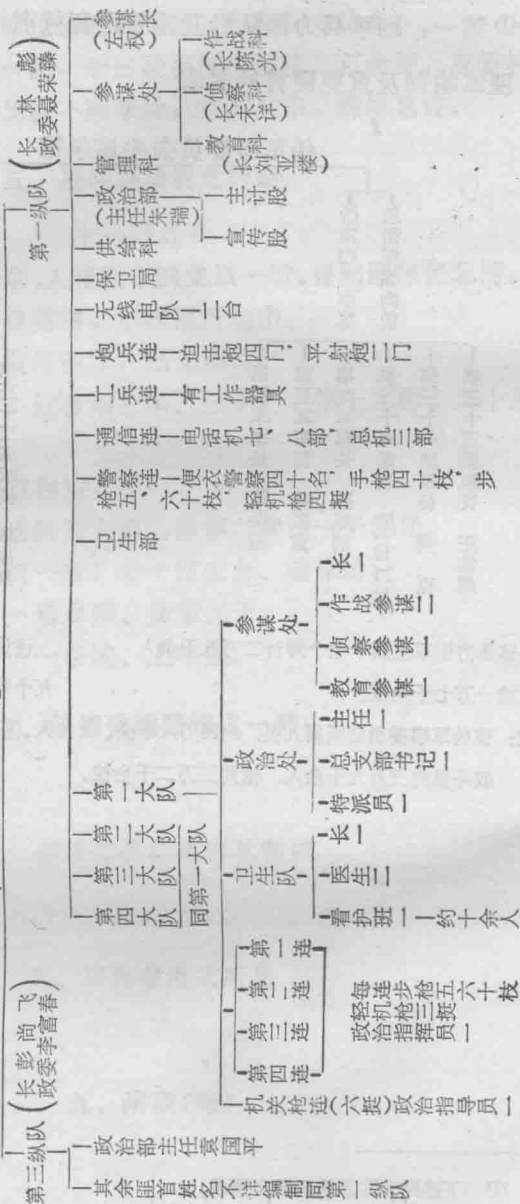 第一纵队（长林彪 政委聂荣臻）
参谋长（左权）
参谋处
作战科（长陈光）
侦察科（长未详）
教育科（长刘亚楼）
管理科
政治部（主任朱瑞）
主计股
宣传股
供给科
保卫局
无线电队—二台
炮兵连—迫击炮四门，平射炮二门
工兵连—有工作器具
通信连—电话机七、八部，总机三部
警察连—便衣警察四十名，手枪四十枝，步
枪五、六十枝，轻机枪四挺
卫生部
第一大队
参谋处
长一
作战参谋一
侦察参谋一
教育参谋一
政治处
主任一
总支部书记一
特派员一
卫生队
长一
医生二
看护班一—约十余人
第一连
第二连
第三连
第四连
每连步枪五、六十枝
轻机枪三挺
政治指挥员一
机关枪连（六挺）政治指导员一
第二大队
第三大队
第四大队
同第一大队
第三纵队（长彭尚飞 政委李富春）
政治部主任袁国平
其余匪首姓名不详编制同第一纵队